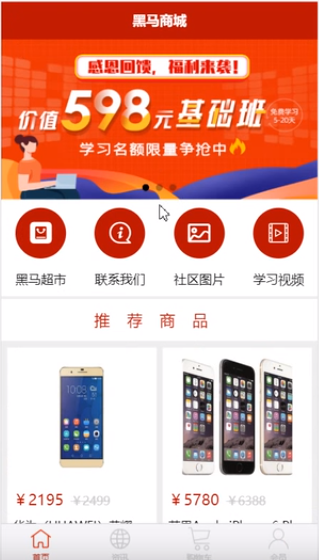 黑马商城
感恩回馈，福利来袭！
价值598元基础班
免费学习
5-20天
学习名额限量争抢中
黑马超市 联系我们 社区图片 学习视频
推荐商品
￥2195 ￥2499 ￥5780 ￥6388
首页